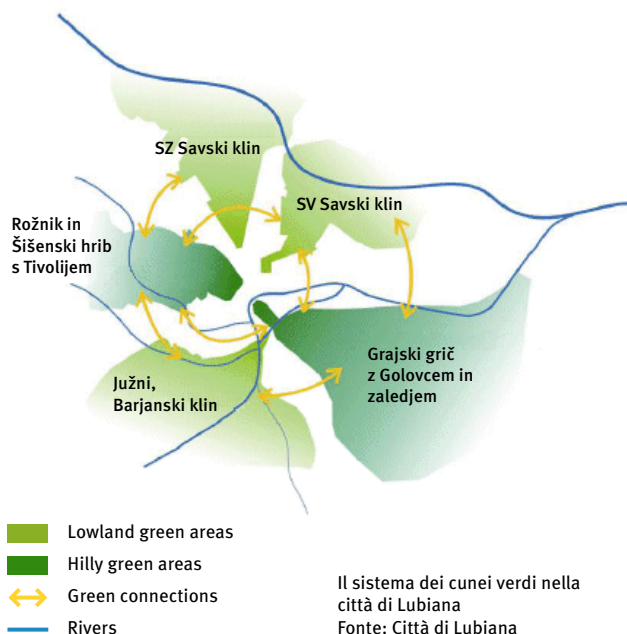 SZ Savski klin
SV Savski klin
Rožnik in
Šišenski hrib
s Tivolijem
Grajski grič
z Golovcem in
zaledjem
Južni,
Barjanski klin
Lowland green areas
Hilly green areas
Green connections
Rivers
Il sistema dei cunei verdi nella
città di Lubiana
Fonte: Città di Lubiana